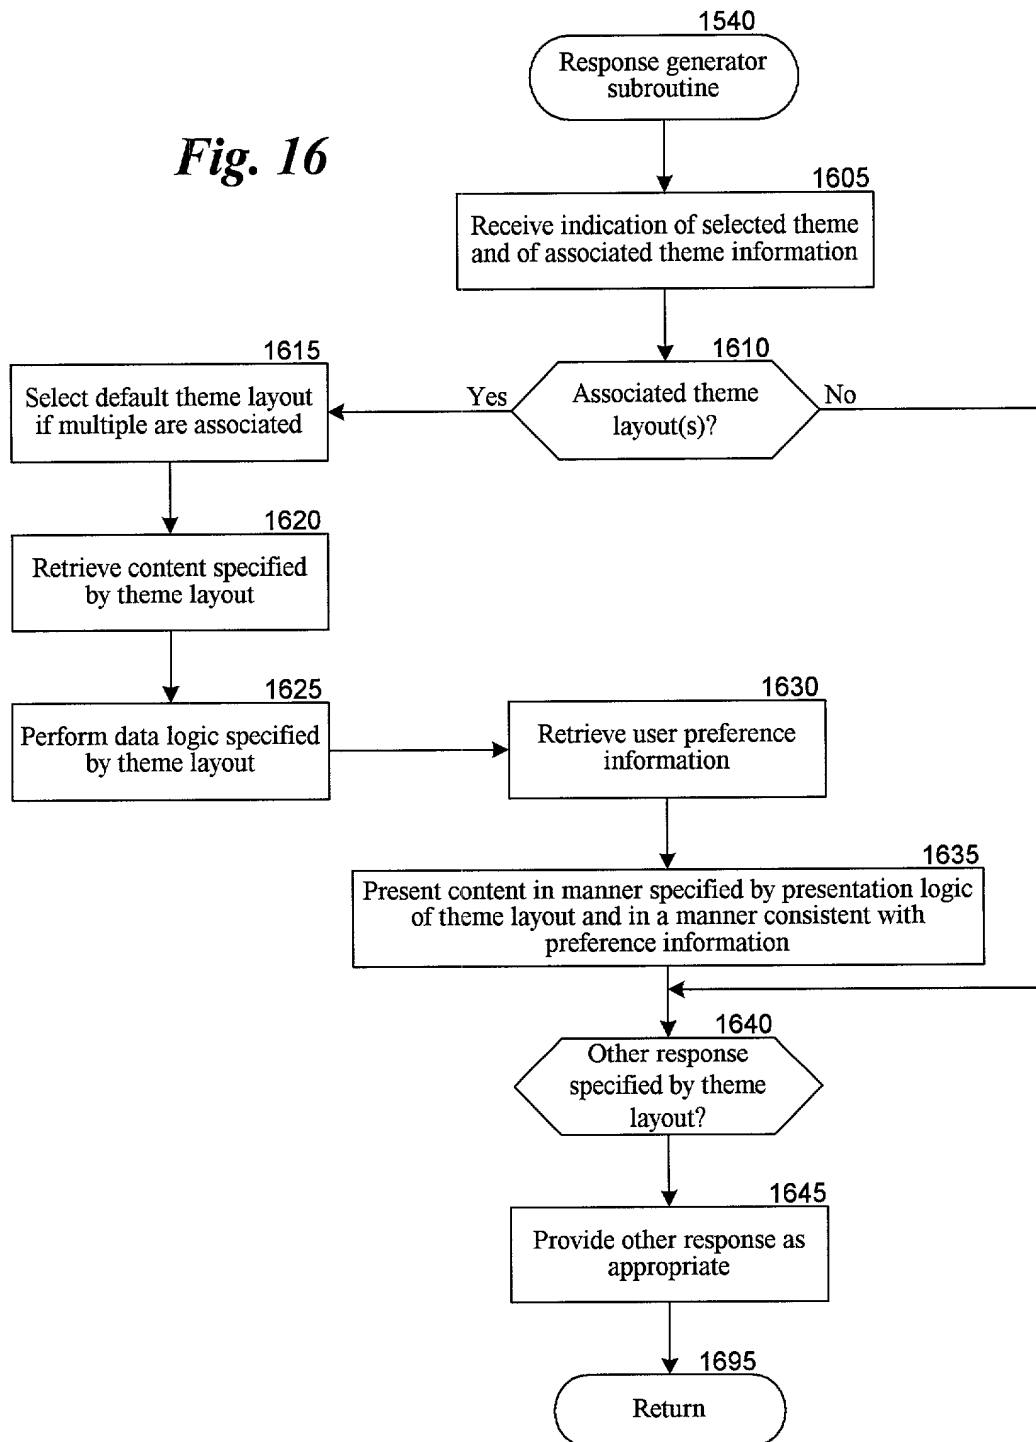 1540
Response generator
subroutine
Fig. 16
1605
Receive indication of selected theme
and of associated theme information
1610
Associated theme
layout(s)?
Yes
No
1615
Select default theme layout
if multiple are associated
1620
Retrieve content specified
by theme layout
1625
Perform data logic specified
by theme layout
1630
Retrieve user preference
information
1635
Present content in manner specified by presentation logic
of theme layout and in a manner consistent with
preference information
1640
Other response
specified by theme
layout?
1645
Provide other response as
appropriate
1695
Return